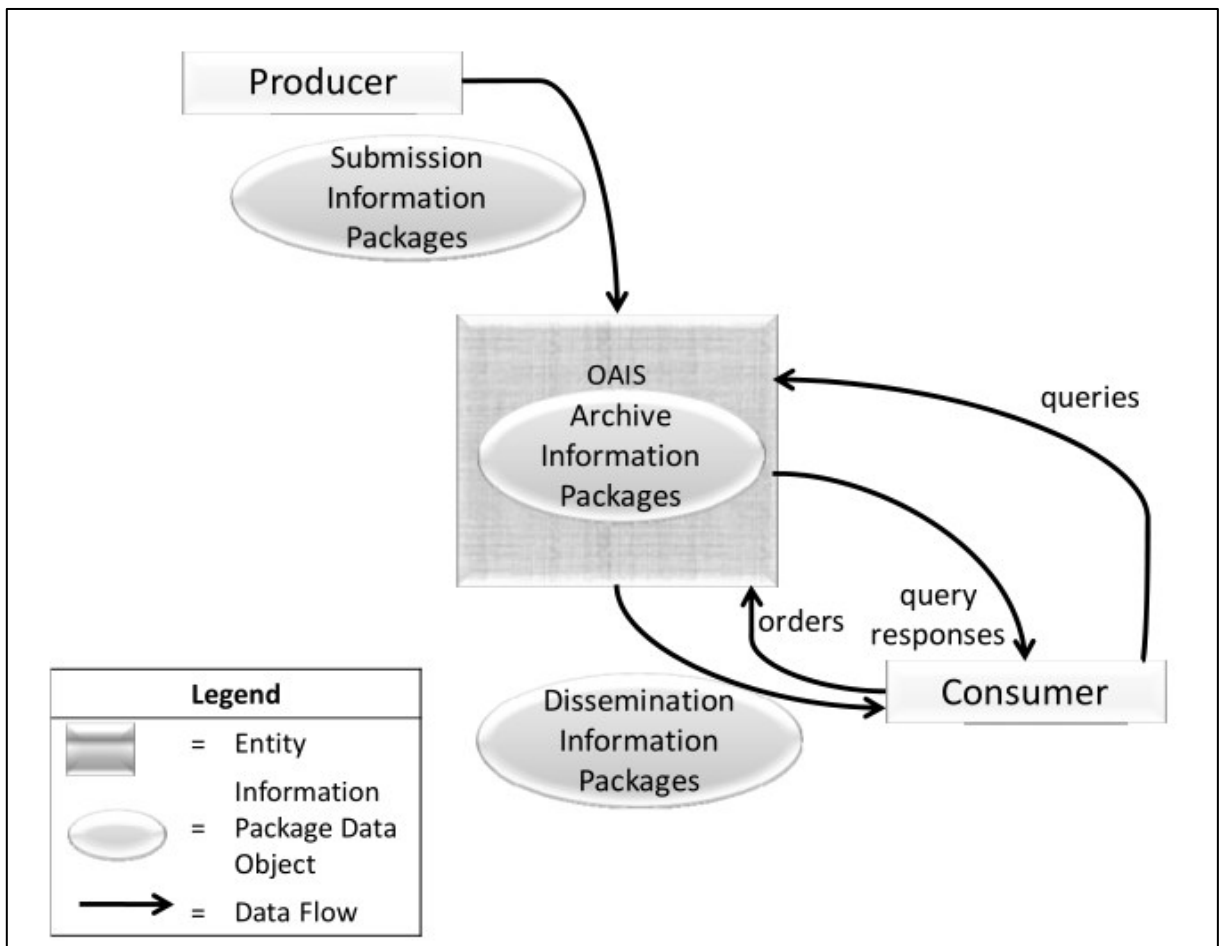 Producer
Submission
Information
Packages
OAIS
Archive
Information
Packages
queries
query
responses
orders
Consumer
Dissemination
Information
Packages
Legend
= Entity
Information
= Package Data
Object
= Data Flow